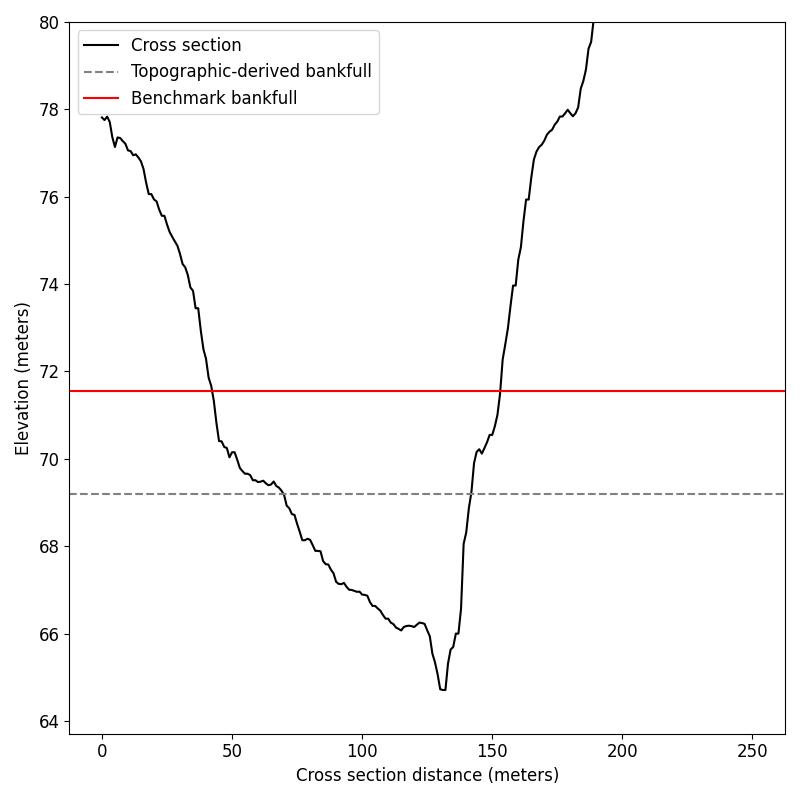 Cross section
Topographic-derived bankfull
Benchmark bankfull
80
78
76
74
72
70
68
66
64
Elevation (meters)
0 50 100 150 200 250
Cross section distance (meters)